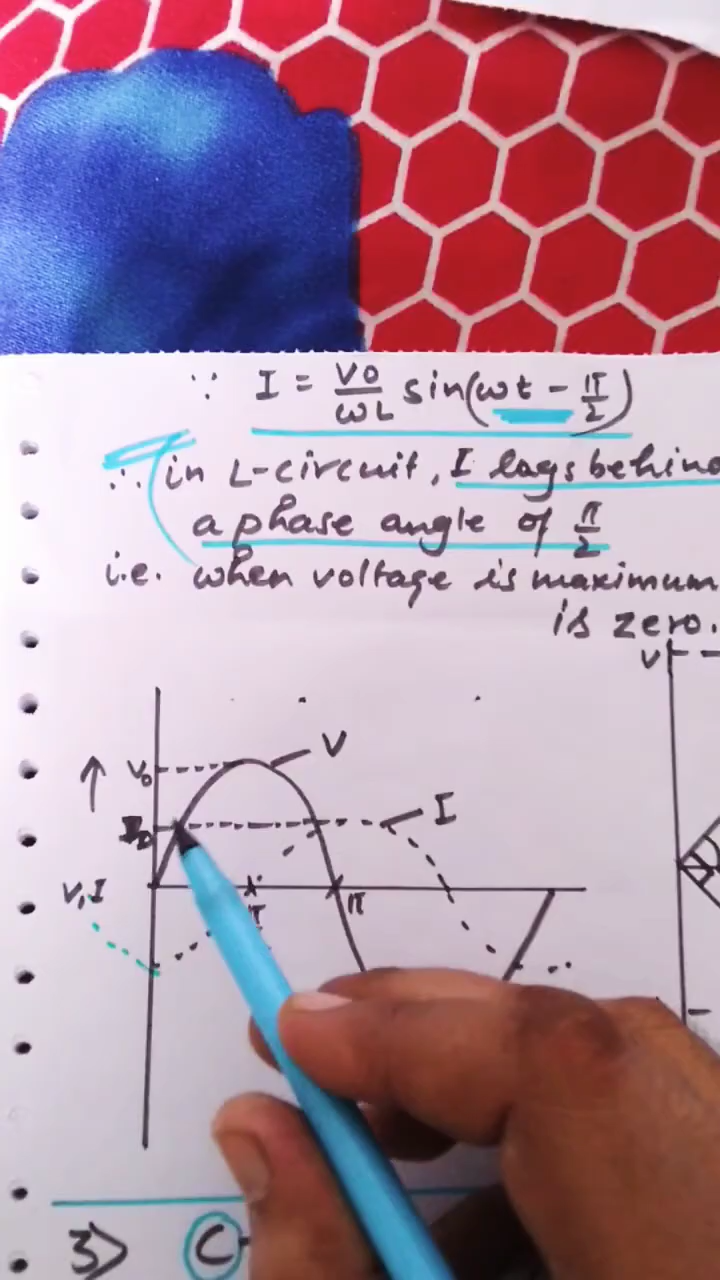 ∵ I = V0/ωL sin(ωt - π/2)
∴ in L-circuit, I lags behind
a phase angle of π/2
i.e. when voltage is maximum
is zero.
V
V0
V
I0
I
V, I
π
π
3> C-